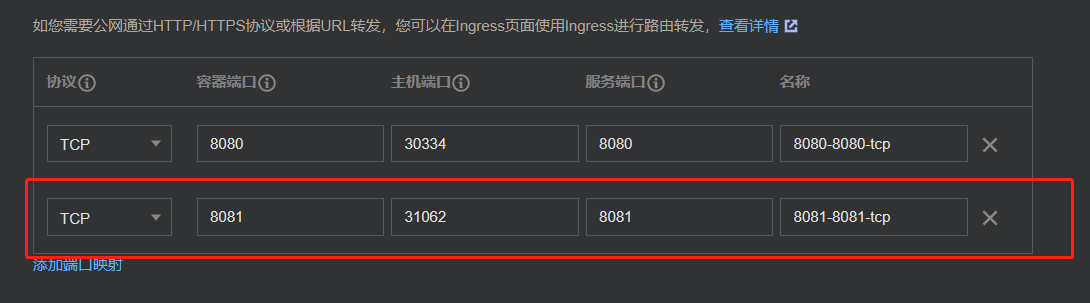 如您需要公网通过HTTP/HTTPS协议或根据URL转发，您可以在Ingress页面使用Ingress进行路由转发，查看详情
协议 容器端口 主机端口 服务端口 名称
TCP 8080 30334 8080 8080-8080-tcp
TCP 8081 31062 8081 8081-8081-tcp
添加端口映射